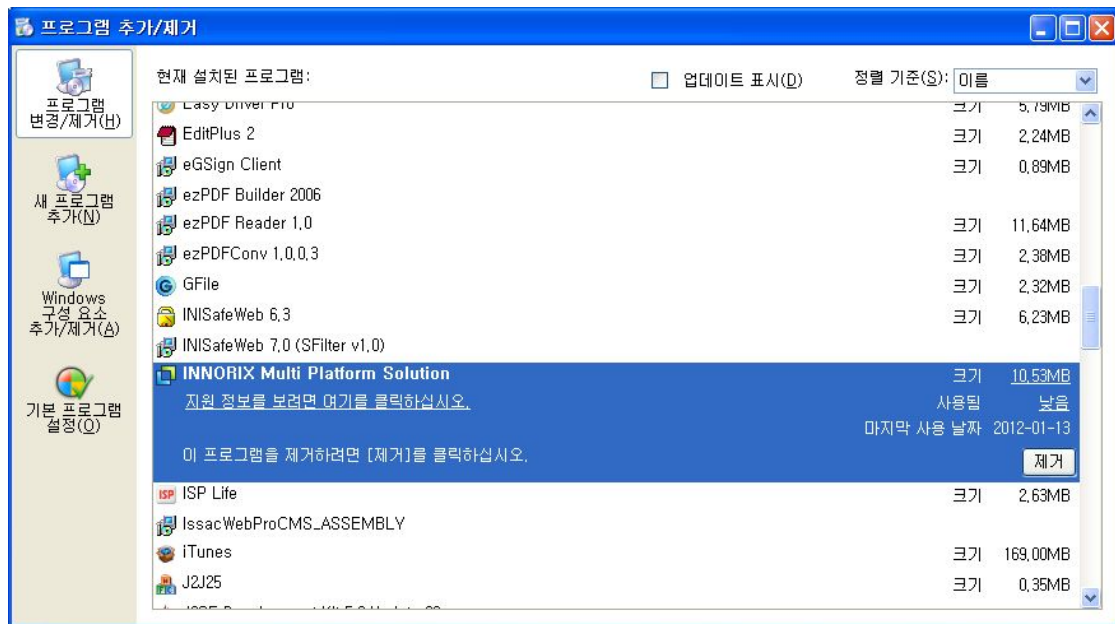 프로그램 추가/제거
프로그램
변경/제거(H)
새 프로그램
추가(N)
Windows
구성 요소
추가/제거(A)
기본 프로그램
설정(O)
현재 설치된 프로그램:
업데이트 표시(D)
정렬 기준(S): 이름
Easy Driver Pro 크기 5,79MB
EditPlus 2 크기 2,24MB
eGSign Client 크기 0,89MB
ezPDF Builder 2006
ezPDF Reader 1,0 크기 11,64MB
ezPDFConv 1,0,0,3 크기 2,38MB
GFile 크기 2,32MB
INISafeWeb 6,3 크기 6,23MB
INISafeWeb 7,0 (SFilter v1,0)
INNORIX Multi Platform Solution 크기 10,53MB
지원 정보를 보려면 여기를 클릭하십시오, 사용됨 낮음
마지막 사용 날짜 2012-01-13
이 프로그램을 제거하려면 [제거]를 클릭하십시오,
제거
ISP ISP Life 크기 2,63MB
IssacWebProCMS_ASSEMBLY
iTunes 크기 169,00MB
J2J25 크기 0,35MB